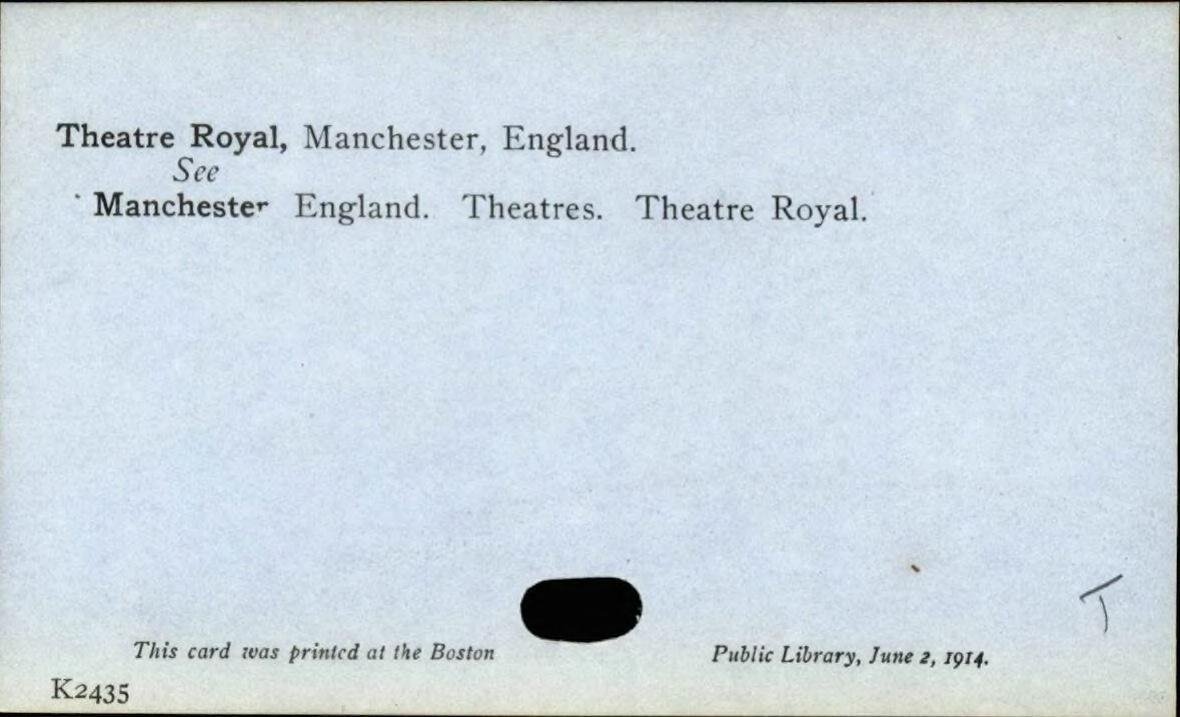 Theatre Royal, Manchester, England.
See
Manchester England. Theatres. Theatre Royal.
T
This card was printed at the Boston Public Library, June 2, 1914.
K2435